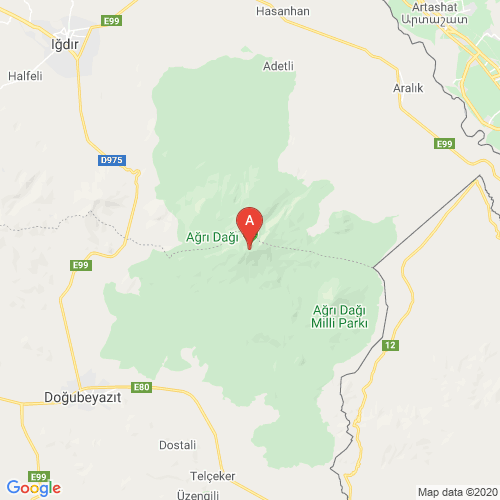 Hasanhan
Artashat
Արտաշատ
E99
Iğdır
Adetli
Halfeli
Aralık
E99
D975
A
Ağrı Dağı
E99
Ağrı Dağı
Milli Parkı
12
E80
Doğubeyazıt
Dostali
Telçeker
E99
Üzengili
Google
Map data ©2020